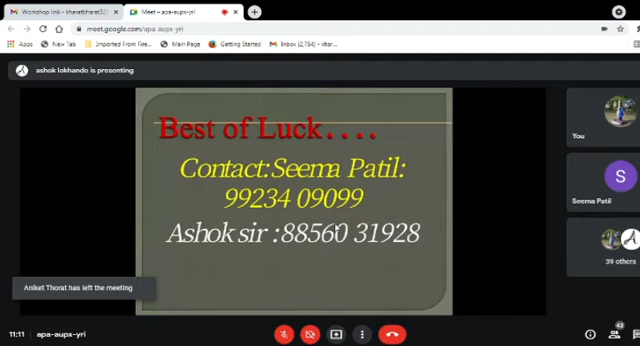 Workshop link - kharatbharat32
Meet – apa-aupx-yri
meet.google.com/apa-aupx-yri
Apps
New Tab
Imported From Fire...
Main Page
Getting Started
Inbox (2,784) - khar...
ashok lokhande is presenting
Best of Luck....
Contact:Seema Patil:
99234 09099
Ashok sir :88560 31928
You
S
Seema Patil
39 others
Aniket Thorat has left the meeting
11:11
apa-aupx-yri
42